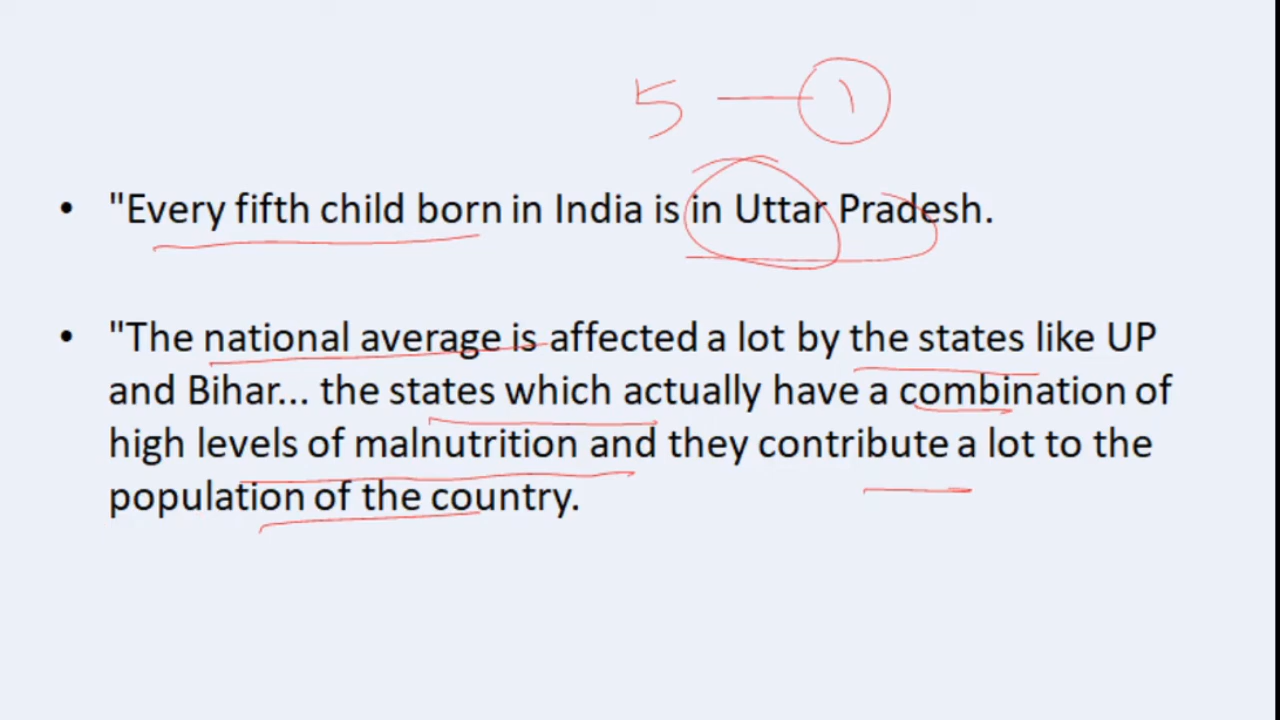 5 — 1
• "Every fifth child born in India is in Uttar Pradesh.
• "The national average is affected a lot by the states like UP
and Bihar... the states which actually have a combination of
high levels of malnutrition and they contribute a lot to the
population of the country.